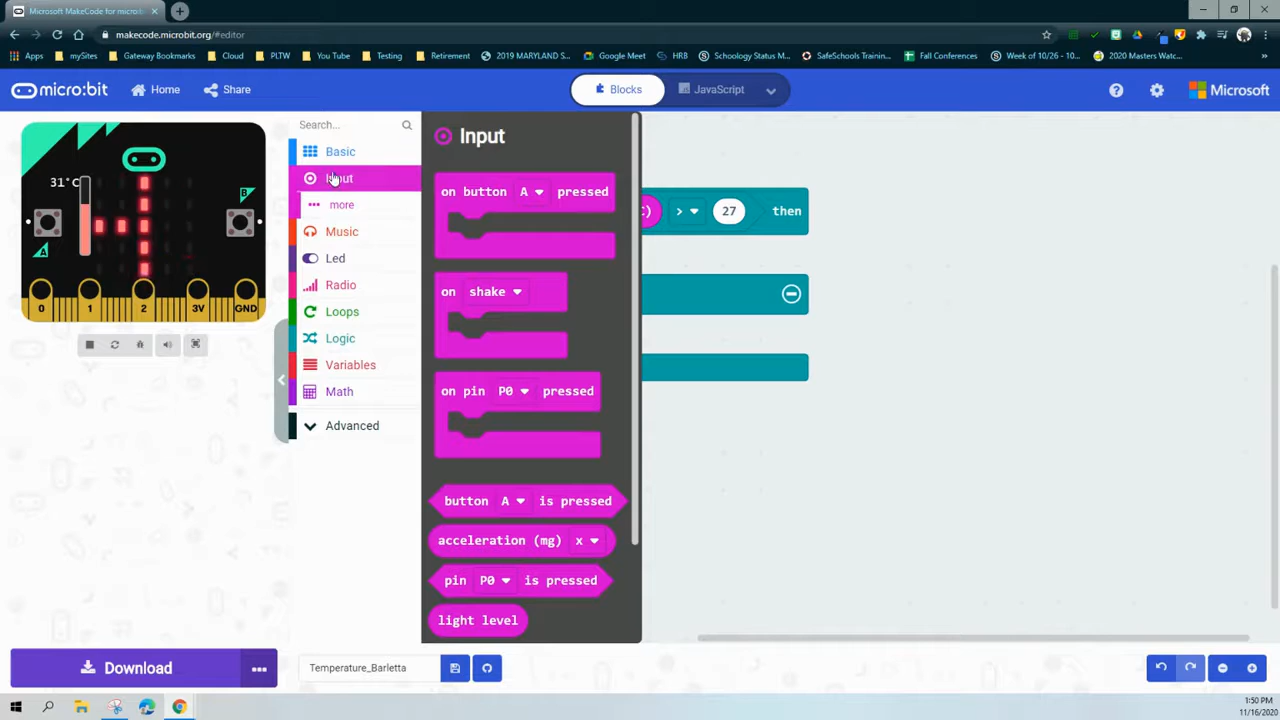 Microsoft MakeCode for micro:bit
makecode.microbit.org/#editor
Apps mySites Gateway Bookmarks Cloud PLTW You Tube Testing Retirement 2019 MARYLAND S... Google Meet HRB Schoology Status M... SafeSchools Trainin... Fall Conferences Week of 10/26 - 10... 2020 Masters Watc... »
micro:bit Home Share Blocks JavaScript Microsoft
Search...
Basic
Input
more
Music
Led
Radio
Loops
Logic
Variables
Math
Advanced
31°C
B
A
0 1 2 3V GND
Input
on button A pressed
on shake
on pin P0 pressed
button A is pressed
acceleration (mg) x
pin P0 is pressed
light level
) > 27 then
Download ... Temperature_Barletta
1:50 PM
11/16/2020